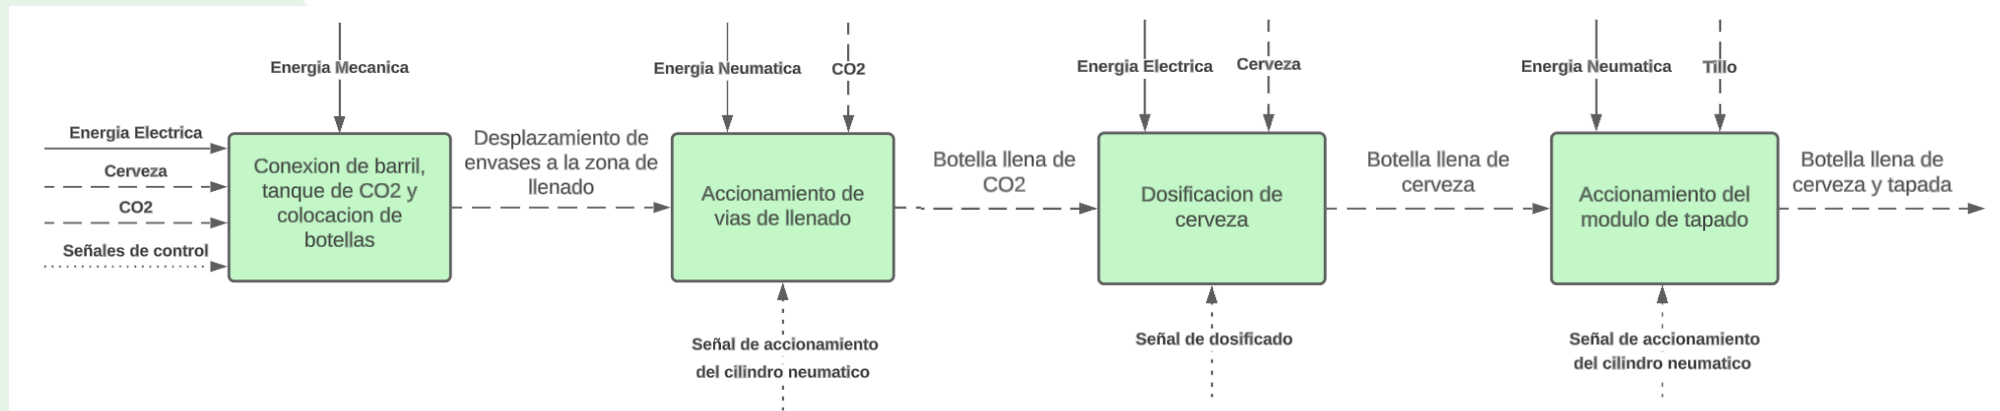 Energia Mecanica
Energia Electrica
Cerveza
CO2
Señales de control
Conexion de barril,
tanque de CO2 y
colocacion de
botellas
Desplazamiento de
envases a la zona de
llenado
Energia Neumatica
CO2
Accionamiento de
vias de llenado
Señal de accionamiento
del cilindro neumatico
Botella llena de
CO2
Energia Electrica
Cerveza
Dosificacion de
cerveza
Señal de dosificado
Botella llena de
cerveza
Energia Neumatica
Tillo
Accionamiento del
modulo de tapado
Señal de accionamiento
del cilindro neumatico
Botella llena de
cerveza y tapada